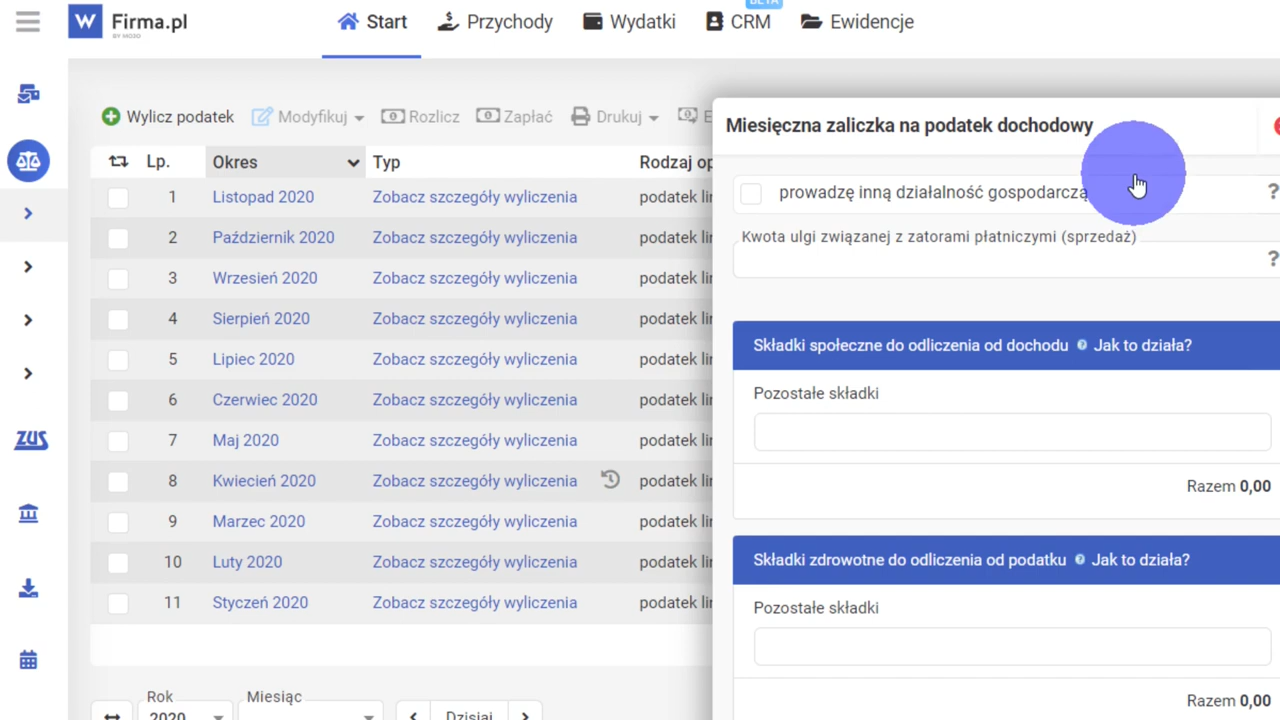 W Firma.pl
BY MODD
Start
Przychody
Wydatki
BETA
CRM
Ewidencje
Wylicz podatek
Modyfikuj
Rozlicz
Zapłać
Drukuj
Miesięczna zaliczka na podatek dochodowy
Lp. Okres Typ Rodzaj op
1 Listopad 2020 Zobacz szczegóły wyliczenia podatek lin
2 Październik 2020 Zobacz szczegóły wyliczenia podatek lin
3 Wrzesień 2020 Zobacz szczegóły wyliczenia podatek lin
4 Sierpień 2020 Zobacz szczegóły wyliczenia podatek lin
5 Lipiec 2020 Zobacz szczegóły wyliczenia podatek lin
6 Czerwiec 2020 Zobacz szczegóły wyliczenia podatek lin
7 Maj 2020 Zobacz szczegóły wyliczenia podatek lin
8 Kwiecień 2020 Zobacz szczegóły wyliczenia podatek lin
9 Marzec 2020 Zobacz szczegóły wyliczenia podatek lin
10 Luty 2020 Zobacz szczegóły wyliczenia podatek lin
11 Styczeń 2020 Zobacz szczegóły wyliczenia podatek lin
prowadzę inną działalność gospodarczą ?
Kwota ulgi związanej z zatorami płatniczymi (sprzedaż)
?
Składki społeczne do odliczenia od dochodu ? Jak to działa?
Pozostałe składki
Razem 0,00
Składki zdrowotne do odliczenia od podatku ? Jak to działa?
Pozostałe składki
Razem 0,00
ZUS
Rok
2020
Miesiąc
Dzisiaj